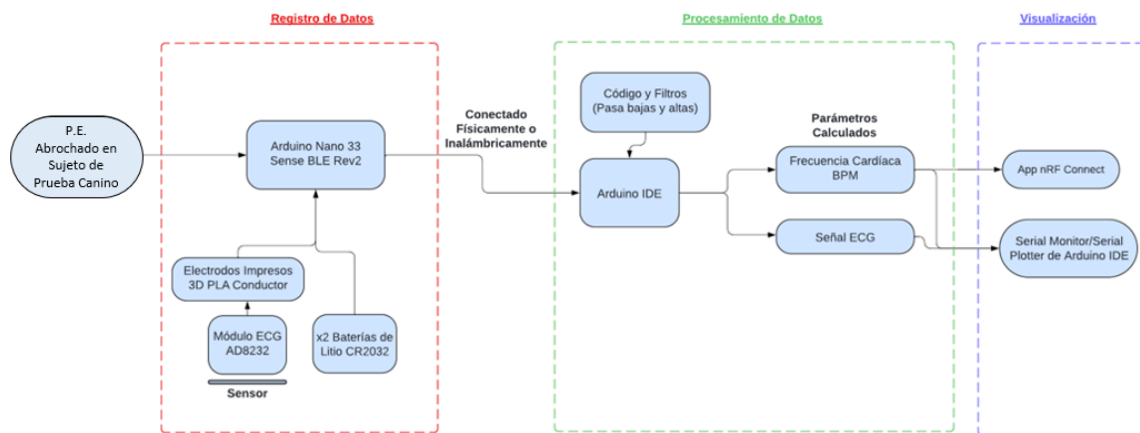 Registro de Datos
Procesamiento de Datos
Visualización
P.E.
Abrochado en
Sujeto de
Prueba Canino
Arduino Nano 33
Sense BLE Rev2
Electrodos Impresos
3D PLA Conductor
Módulo ECG
AD8232
Sensor
x2 Baterías de
Litio CR2032
Conectado
Físicamente o
Inalámbricamente
Código y Filtros
(Pasa bajas y altas)
Arduino IDE
Parámetros
Calculados
Frecuencia Cardíaca
BPM
Señal ECG
App nRF Connect
Serial Monitor/Serial
Plotter de Arduino IDE